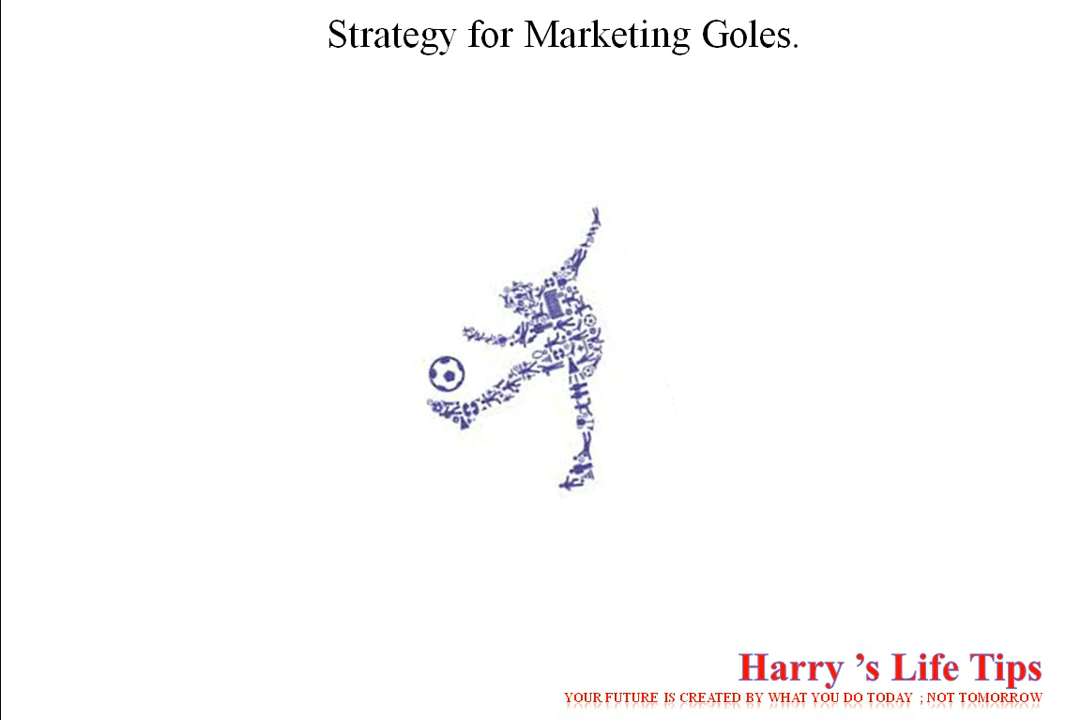 Strategy for Marketing Goles.
Harry ’s Life Tips
YOUR FUTURE IS CREATED BY WHAT YOU DO TODAY ; NOT TOMORROW